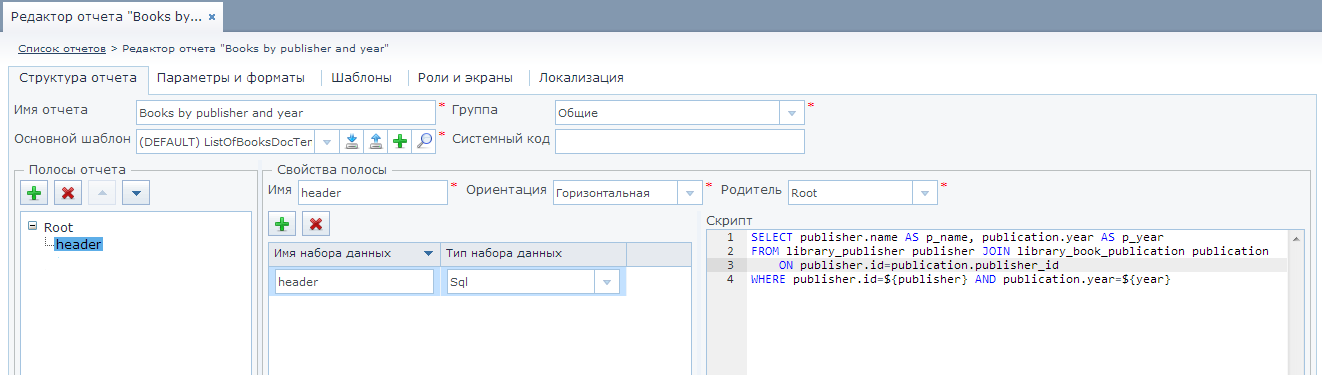 Редактор отчета "Books by... ×
Список отчетов > Редактор отчета "Books by publisher and year"
Структура отчета Параметры и форматы Шаблоны Роли и экраны Локализация
Имя отчета Books by publisher and year * Группа Общие *
Основной шаблон (DEFAULT) ListOfBooksDocTer * Системный код
Полосы отчета Свойства полосы
Имя header * Ориентация Горизонтальная * Родитель Root *
Root
header
Имя набора данных Тип набора данных
header Sql
Скрипт
1 SELECT publisher.name AS p_name, publication.year AS p_year
2 FROM library_publisher publisher JOIN library_book_publication publication
3 ON publisher.id=publication.publisher_id
4 WHERE publisher.id=${publisher} AND publication.year=${year}